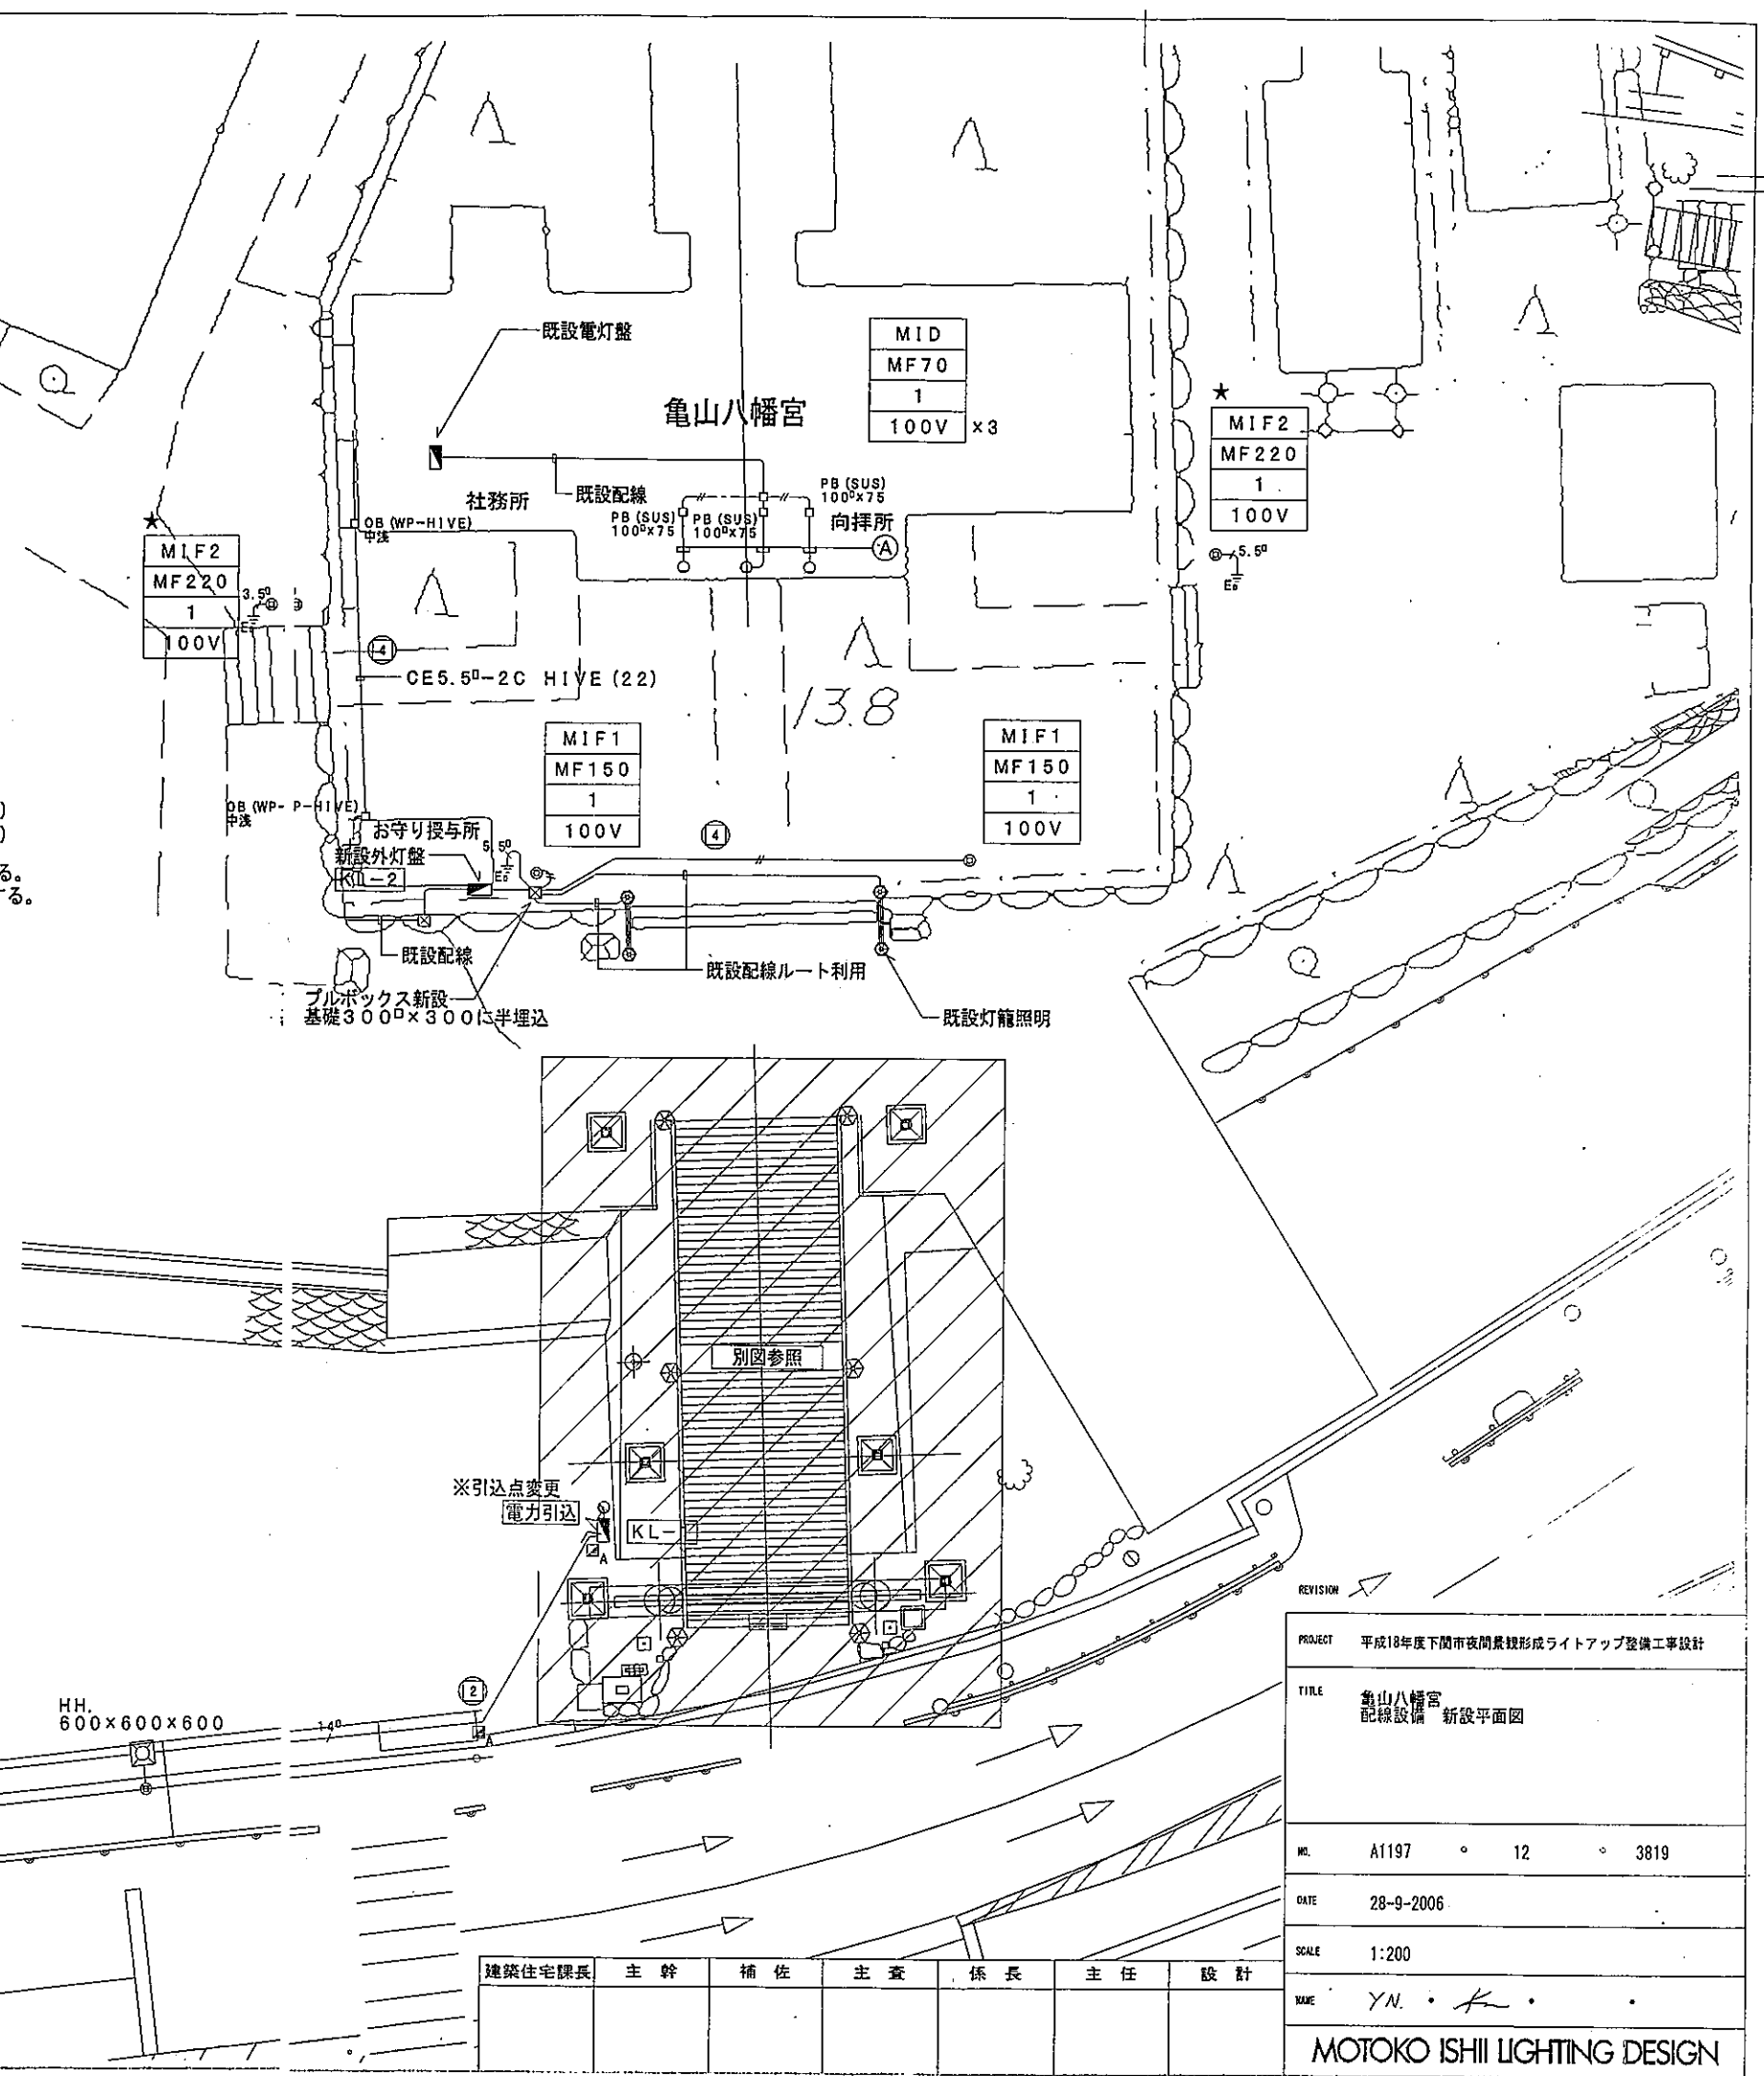 既設電灯盤
MID
MF70
1
100V ×3
亀山八幡宮
★
MIF2
MF220
1
100V
社務所
既設配線
PB (SUS)
100□×75
PB (SUS)
100□×75
PB (SUS)
100□×75
向拝所
A
OB (WP-HIVE)
中浅
★
MIF2
MF220
1
100V
3.5□
5.5□
ED
4
CE5.5□-2C HIVE (22)
13.8
MIF1
MF150
1
100V
MIF1
MF150
1
100V
OB (WP- P-HIVE)
中浅
お守り授与所
新設外灯盤
5.5□
ED
4
る。
する。
既設配線
既設配線ルート利用
プルボックス新設
基礎300□×300に半埋込
既設灯籠照明
別図参照
※引込点変更
電力引込
KL-
A
2
HH.
600×600×600
14□
A
REVISION
PROJECT 平成18年度下関市夜間景観形成ライトアップ整備工事設計
TITLE 亀山八幡宮
配線設備 新設平面図
NO. A1197 ° 12 ° 3819
DATE 28-9-2006
SCALE 1:200
NAME YN.
建築住宅課長 主幹 補佐 主査 係長 主任 設計
MOTOKO ISHII LIGHTING DESIGN